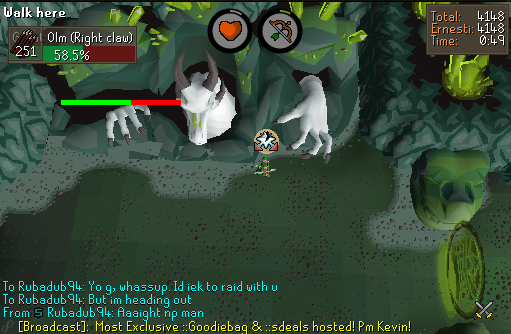 Walk here
Total: 4148
Ernesti: 4148
Time: 0:49
Olm (Right claw)
251
58.5%
To Rubadub94: Yo g, whassup. Id iek to raid with u
To Rubadub94: But im heading out
From S Rubadub94: Aaaight np man
[Broadcast]: Most Exclusive ::Goodiebag & ::sdeals hosted! Pm Kevin!